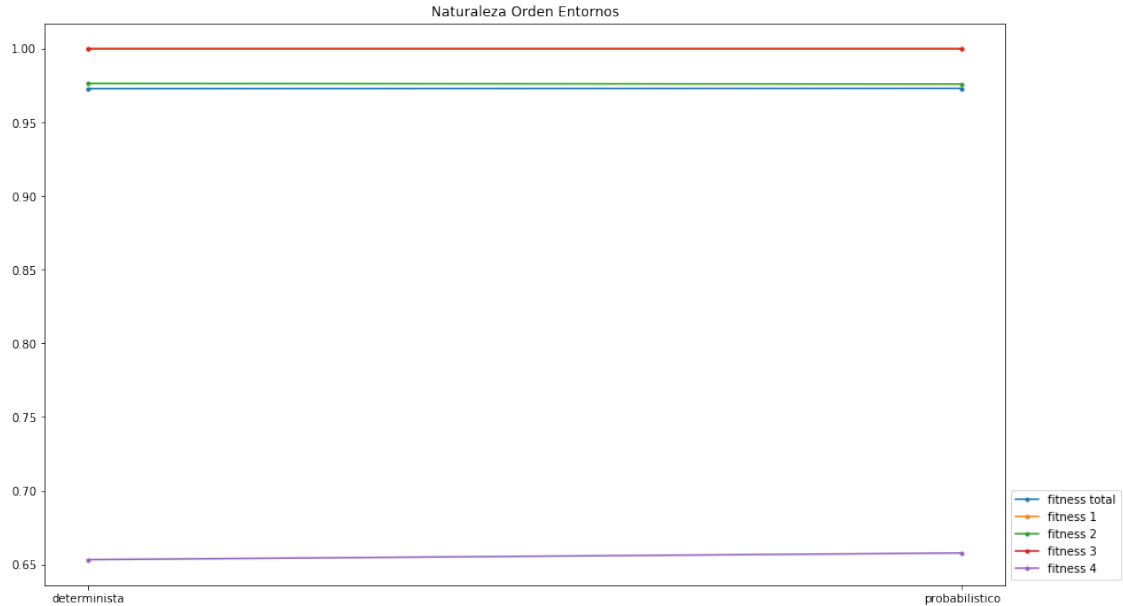 Naturaleza Orden Entornos
1.00
0.95
0.90
0.85
0.80
0.75
0.70
0.65
determinista
probabilistico
fitness total
fitness 1
fitness 2
fitness 3
fitness 4